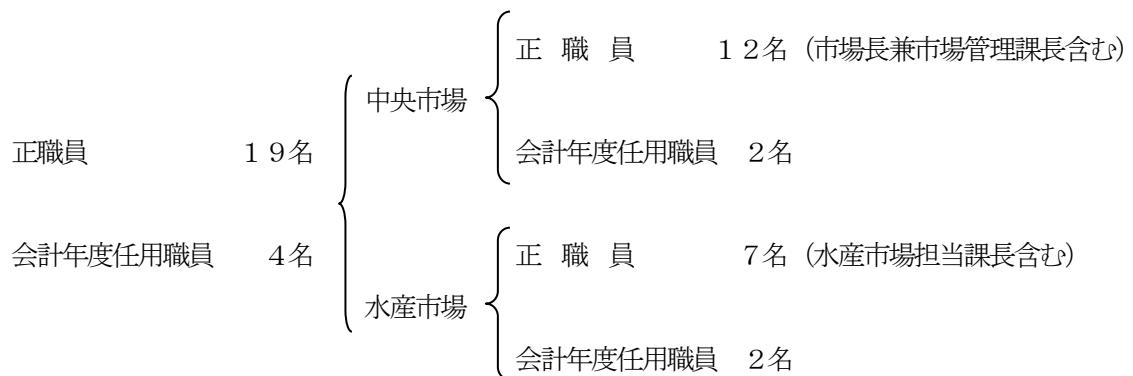 正 職 員 １２名 (市場長兼市場管理課長含む)
中央市場
正職員 １９名
会計年度任用職員 ２名
会計年度任用職員 ４名
正 職 員 ７名 (水産市場担当課長含む)
水産市場
会計年度任用職員 ２名